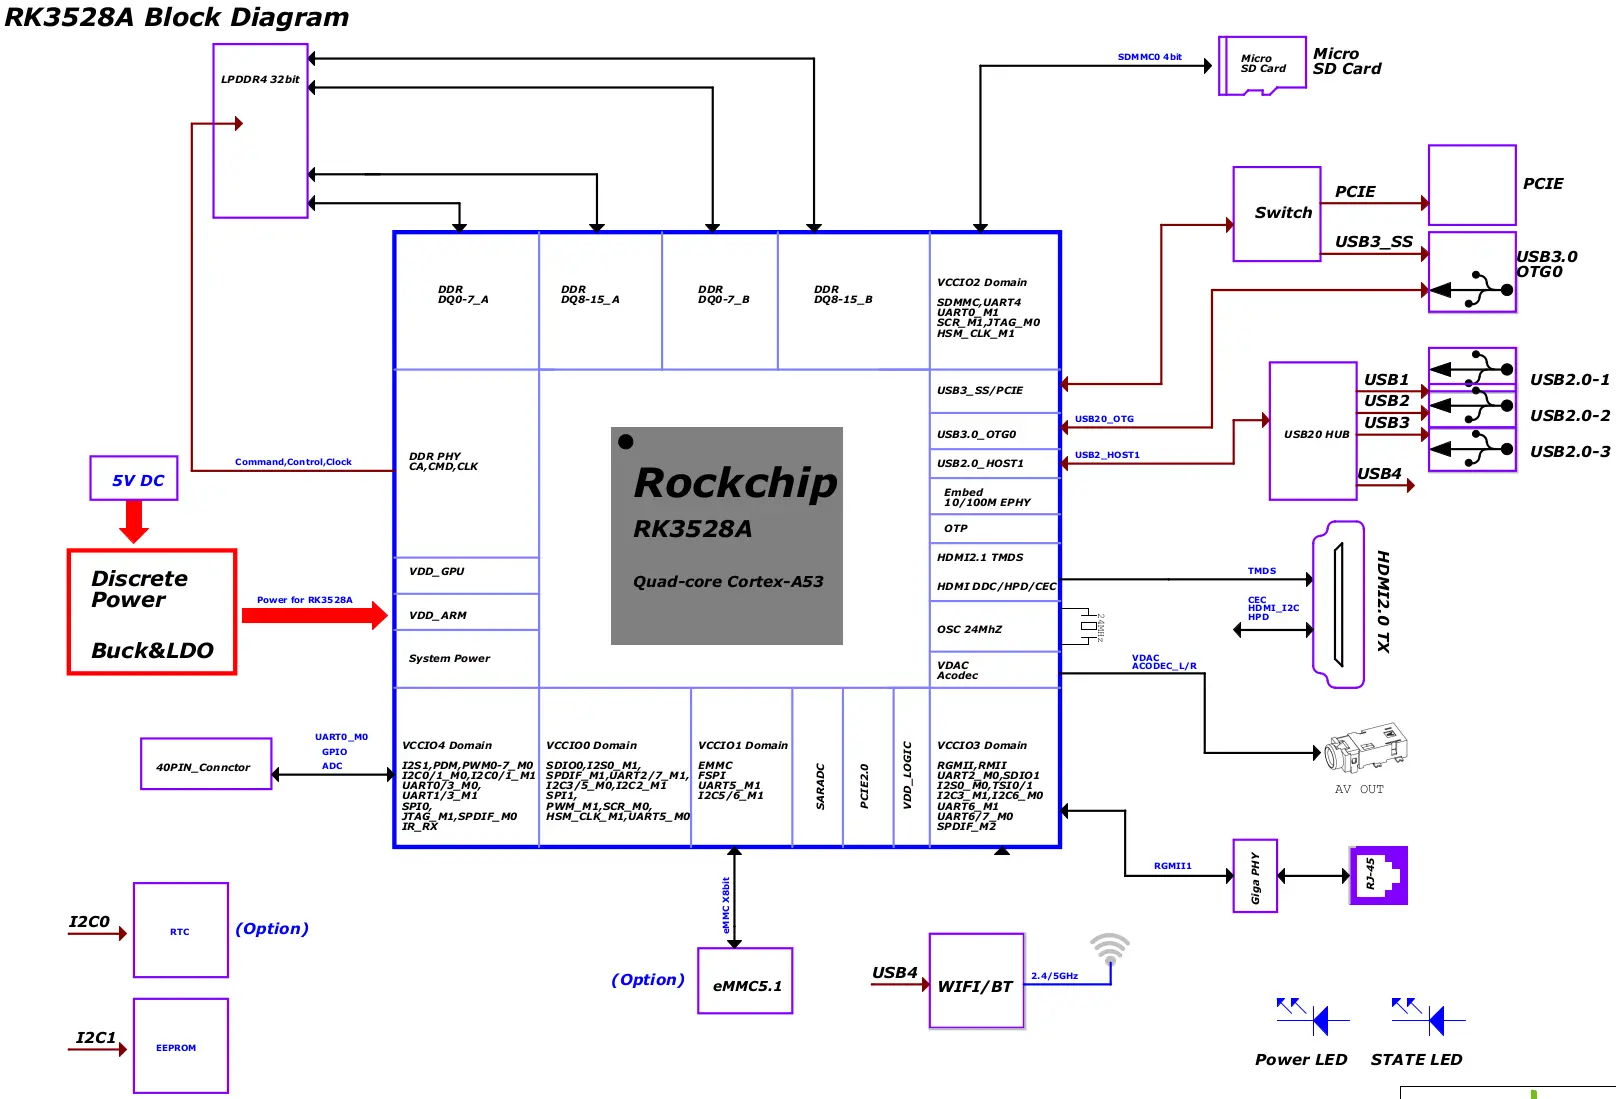 RK3528A Block Diagram
LPDDR4 32bit
SDMMC0 4bit
Micro
SD Card
Micro
SD Card
Switch
PCIE
PCIE
USB3_SS
USB3.0
OTG0
DDR
DQ0-7_A
DDR
DQ8-15_A
DDR
DQ0-7_B
DDR
DQ8-15_B
VCCIO2 Domain
SDMMC,UART4
UART0_M1
SCR_M1,JTAG_M0
HSM_CLK_M1
USB3_SS/PCIE
USB3.0_OTG0
USB2.0_HOST1
Embed
10/100M EPHY
OTP
HDMI2.1 TMDS
HDMI DDC/HPD/CEC
OSC 24MhZ
VDAC
Acodec
USB20_OTG
USB2_HOST1
USB20 HUB
USB1
USB2
USB3
USB4
USB2.0-1
USB2.0-2
USB2.0-3
Command,Control,Clock
DDR PHY
CA,CMD,CLK
VDD_GPU
VDD_ARM
System Power
Rockchip
RK3528A
Quad-core Cortex-A53
5V DC
Discrete
Power
Buck&LDO
Power for RK3528A
24MHz
TMDS
CEC
HDMI_I2C
HPD
HDMI2.0 TX
VDAC
ACODEC_L/R
AV OUT
40PIN_Connctor
UART0_M0
GPIO
ADC
VCCIO4 Domain
I2S1,PDM,PWM0-7_M0
I2C0/1_M0,I2C0/1_M1
UART0/3_M0,
UART1/3_M1
SPI0,
JTAG_M1,SPDIF_M0
IR_RX
VCCIO0 Domain
SDIO0,I2S0_M1,
SPDIF_M1,UART2/7_M1,
I2C3/5_M0,I2C2_M1
SPI1,
PWM_M1,SCR_M0,
HSM_CLK_M1,UART5_M0
VCCIO1 Domain
EMMC
FSPI
UART5_M1
I2C5/6_M1
SARADC
PCIE2.0
VDD_LOGIC
VCCIO3 Domain
RGMII,RMII
UART2_M0,SDIO1
I2S0_M0,TSI0/1
I2C3_M1,I2C6_M0
UART6_M1
UART6/7_M0
SPDIF_M2
RGMII1
Giga PHY
RJ-45
I2C0
RTC
(Option)
I2C1
EEPROM
eMMC X8bit
(Option)
eMMC5.1
USB4
WIFI/BT
2.4/5GHz
Power LED
STATE LED